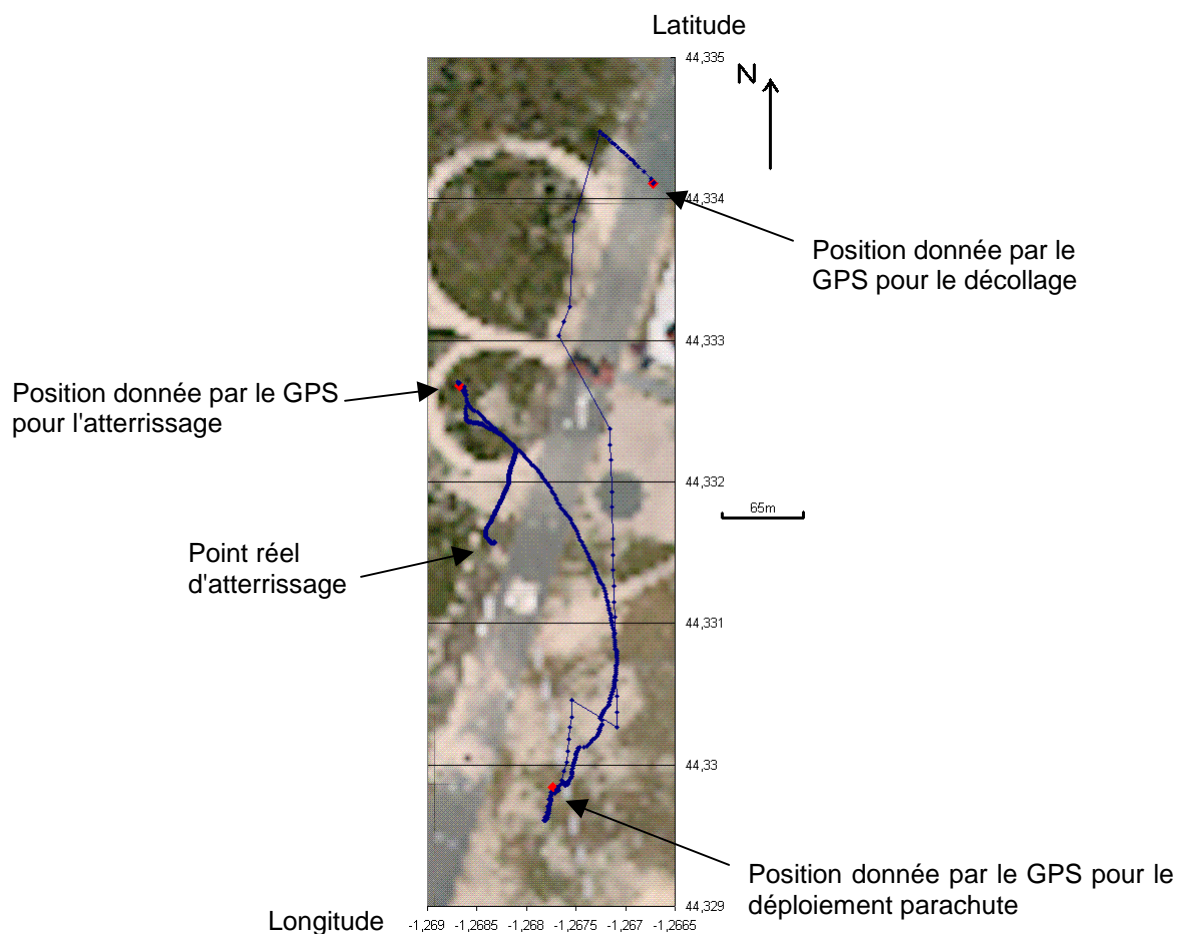 Latitude
44,335
N
44,334
Position donnée par le
GPS pour le décollage
44,333
Position donnée par le GPS
pour l'atterrissage
44,332
65m
Point réel
d'atterrissage
44,331
44,33
Position donnée par le GPS pour le
déploiement parachute
44,329
Longitude
-1,269 -1,2685 -1,268 -1,2675 -1,267 -1,2665